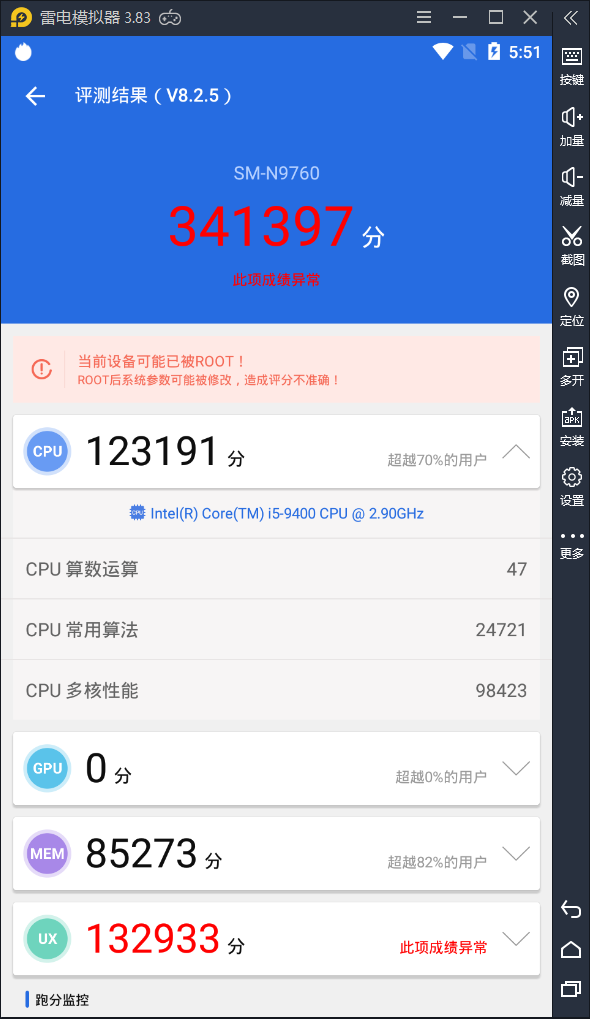 雷电模拟器 3.83
5:51
按键
加量
减量
截图
定位
多开
安装
设置
更多
评测结果（V8.2.5）
SM-N9760
341397 分
此项成绩异常
当前设备可能已被ROOT！
ROOT后系统参数可能被修改，造成评分不准确！
CPU 123191 分 超越70%的用户
CPU Intel(R) Core(TM) i5-9400 CPU @ 2.90GHz
CPU 算数运算 47
CPU 常用算法 24721
CPU 多核性能 98423
GPU 0 分 超越0%的用户
MEM 85273 分 超越82%的用户
UX 132933 分 此项成绩异常
跑分监控